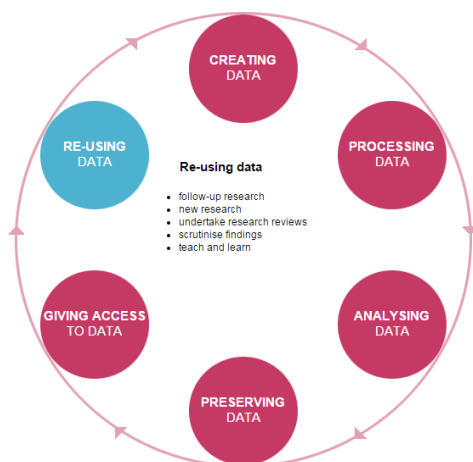 CREATING
DATA
RE-USING
DATA
PROCESSING
DATA
Re-using data
follow-up research
new research
undertake research reviews
scrutinise findings
teach and learn
GIVING ACCESS
TO DATA
ANALYSING
DATA
PRESERVING
DATA